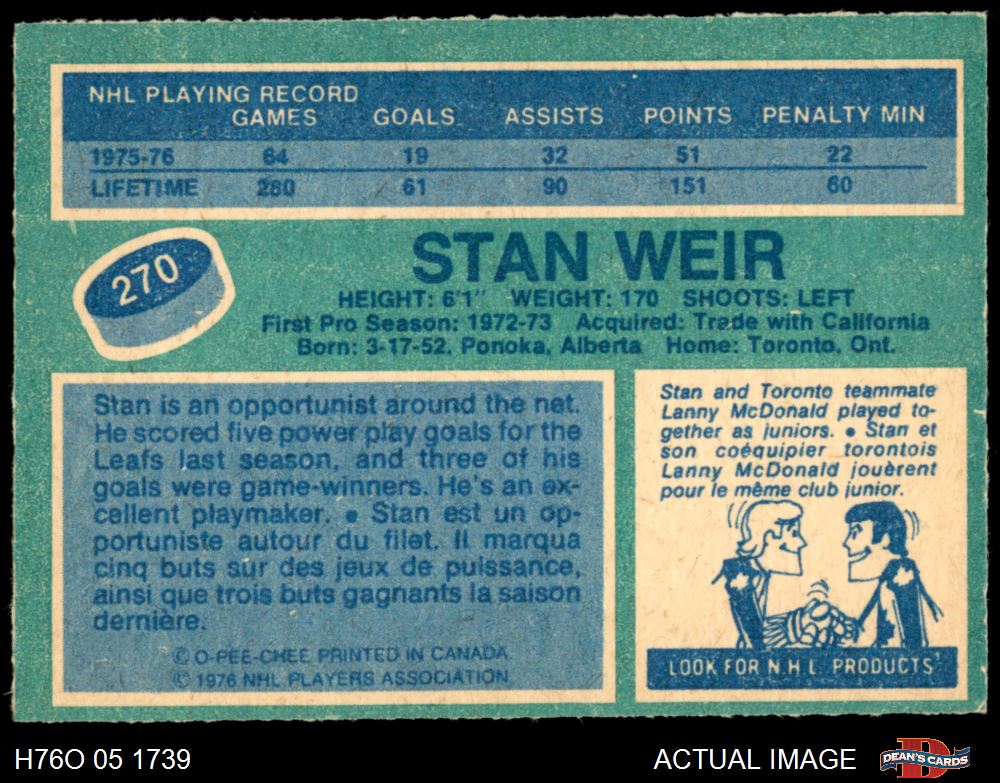 NHL PLAYING RECORD
GAMES GOALS ASSISTS POINTS PENALTY MIN
1975-76 64 19 32 51 22
LIFETIME 280 61 90 151 60
270
STAN WEIR
HEIGHT: 6'1" WEIGHT: 170 SHOOTS: LEFT
First Pro Season: 1972-73 Acquired: Trade with California
Born: 3-17-52, Ponoka, Alberta Home: Toronto, Ont.
Stan is an opportunist around the net.
He scored five power play goals for the
Leafs last season, and three of his
goals were game-winners. He's an ex-
cellent playmaker. • Stan est un op-
portuniste autour du filet. Il marqua
cinq buts sur des jeux de puissance,
ainsi que trois buts gagnants la saison
dernière.
© O-PEE-CHEE PRINTED IN CANADA
© 1976 NHL PLAYERS ASSOCIATION
Stan and Toronto teammate
Lanny McDonald played to-
gether as juniors. • Stan et
son coéquipier torontois
Lanny McDonald jouèrent
pour le même club junior.
LOOK FOR N.H.L. PRODUCTS
H76O 05 1739
ACTUAL IMAGE
DEAN'S CARDS